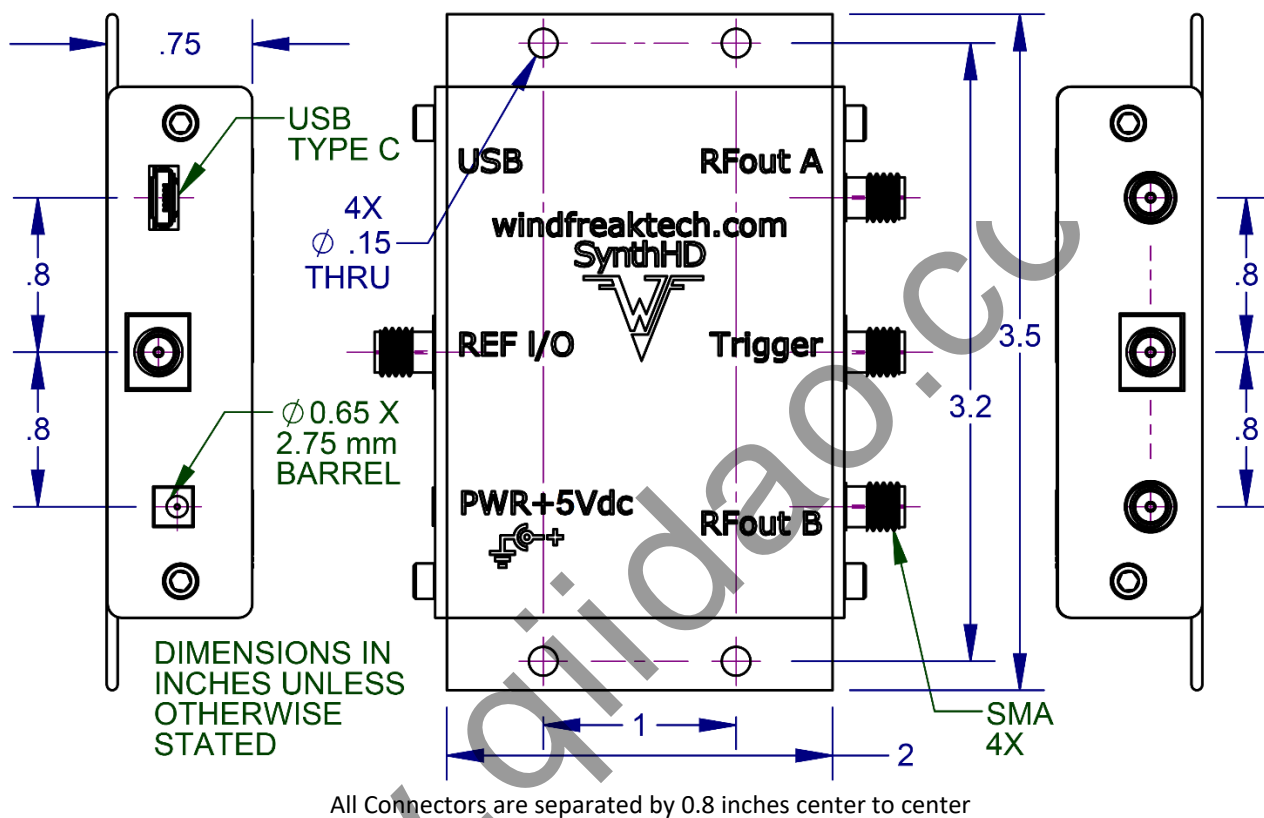 .75
USB
TYPE C
.8
.8
Ø 0.65 X
2.75 mm
BARREL
DIMENSIONS IN
INCHES UNLESS
OTHERWISE
STATED
4X
Ø .15
THRU
USB
RFout A
windfreaktech.com
SynthHD
REF I/O
Trigger
PWR+5Vdc
RFout B
3.5
3.2
1
2
SMA
4X
.8
.8
All Connectors are separated by 0.8 inches center to center
.qiidao.cc